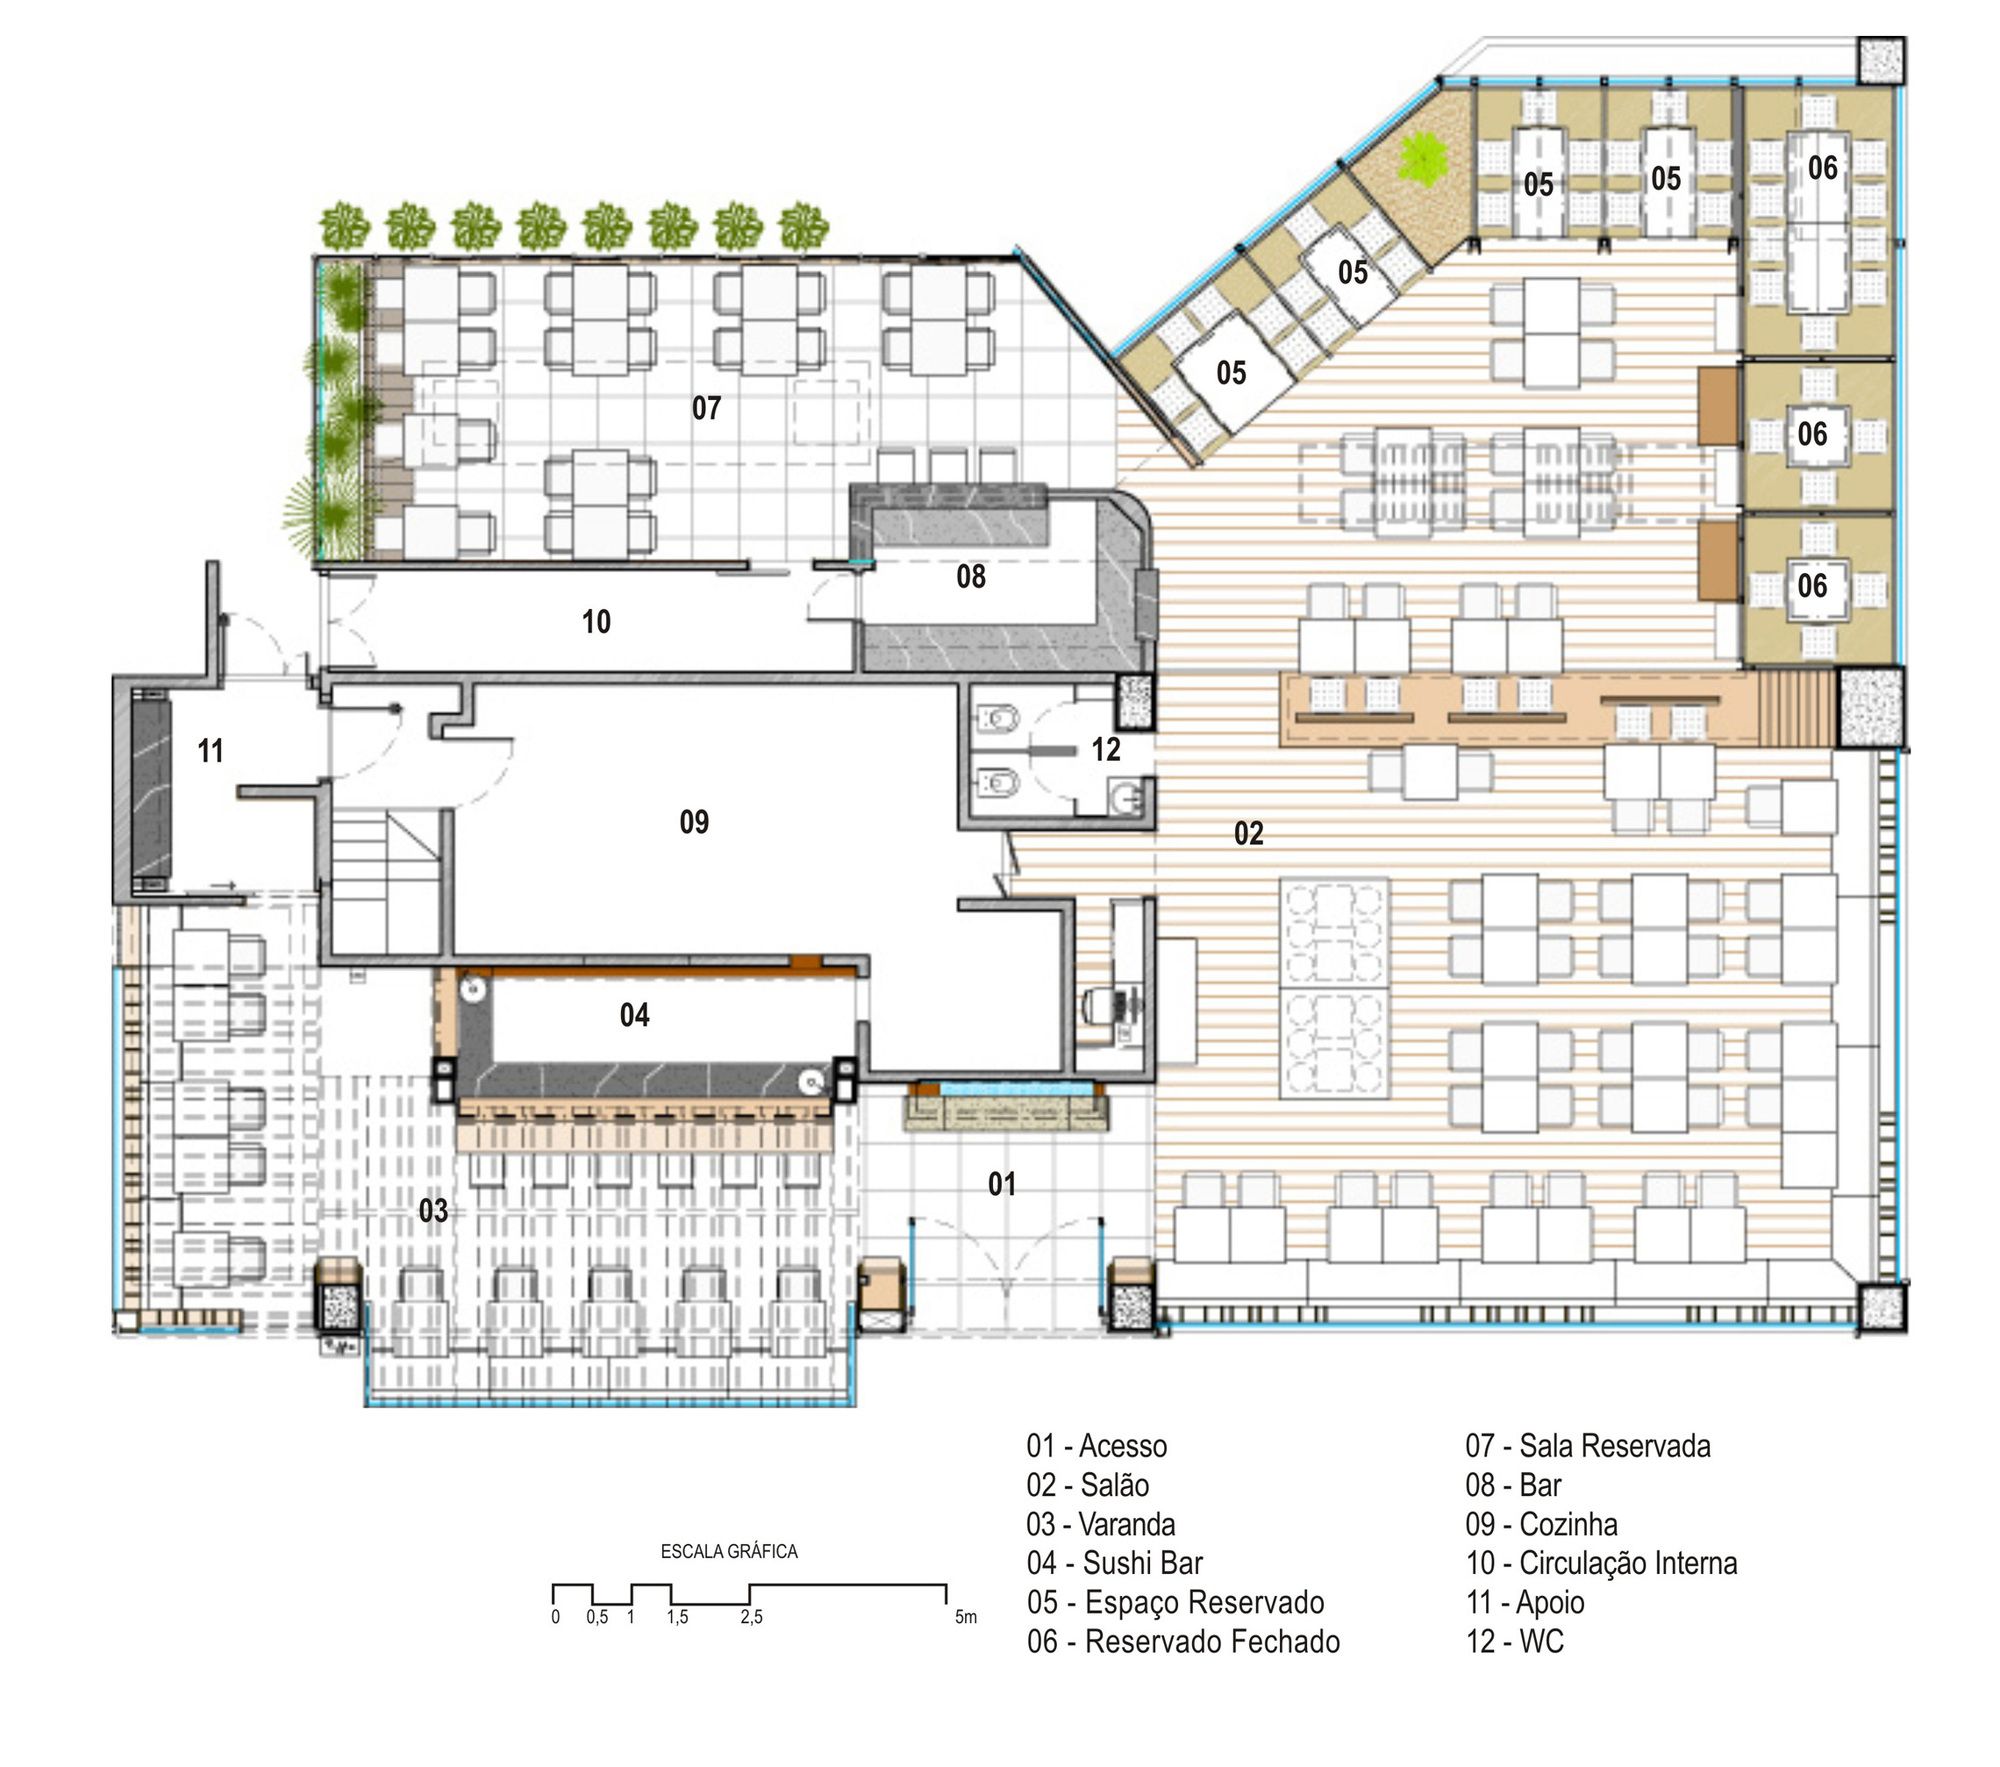 05
05
06
05
05
07
06
08
06
10
11
12
09
02
04
01
03
01 - Acesso
02 - Salão
03 - Varanda
04 - Sushi Bar
05 - Espaço Reservado
06 - Reservado Fechado
07 - Sala Reservada
08 - Bar
09 - Cozinha
10 - Circulação Interna
11 - Apoio
12 - WC
ESCALA GRÁFICA
0 0,5 1 1,5 2,5 5m